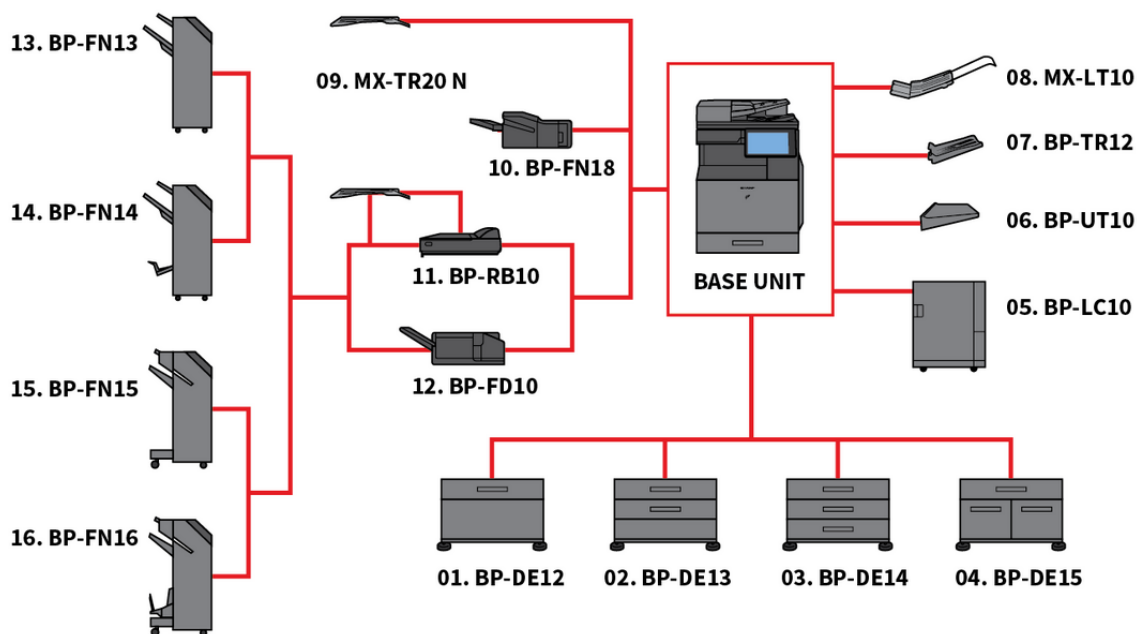 13. BP-FN13
09. MX-TR20 N
08. MX-LT10
07. BP-TR12
10. BP-FN18
14. BP-FN14
06. BP-UT10
11. BP-RB10
BASE UNIT
05. BP-LC10
15. BP-FN15
12. BP-FD10
16. BP-FN16
01. BP-DE12
02. BP-DE13
03. BP-DE14
04. BP-DE15